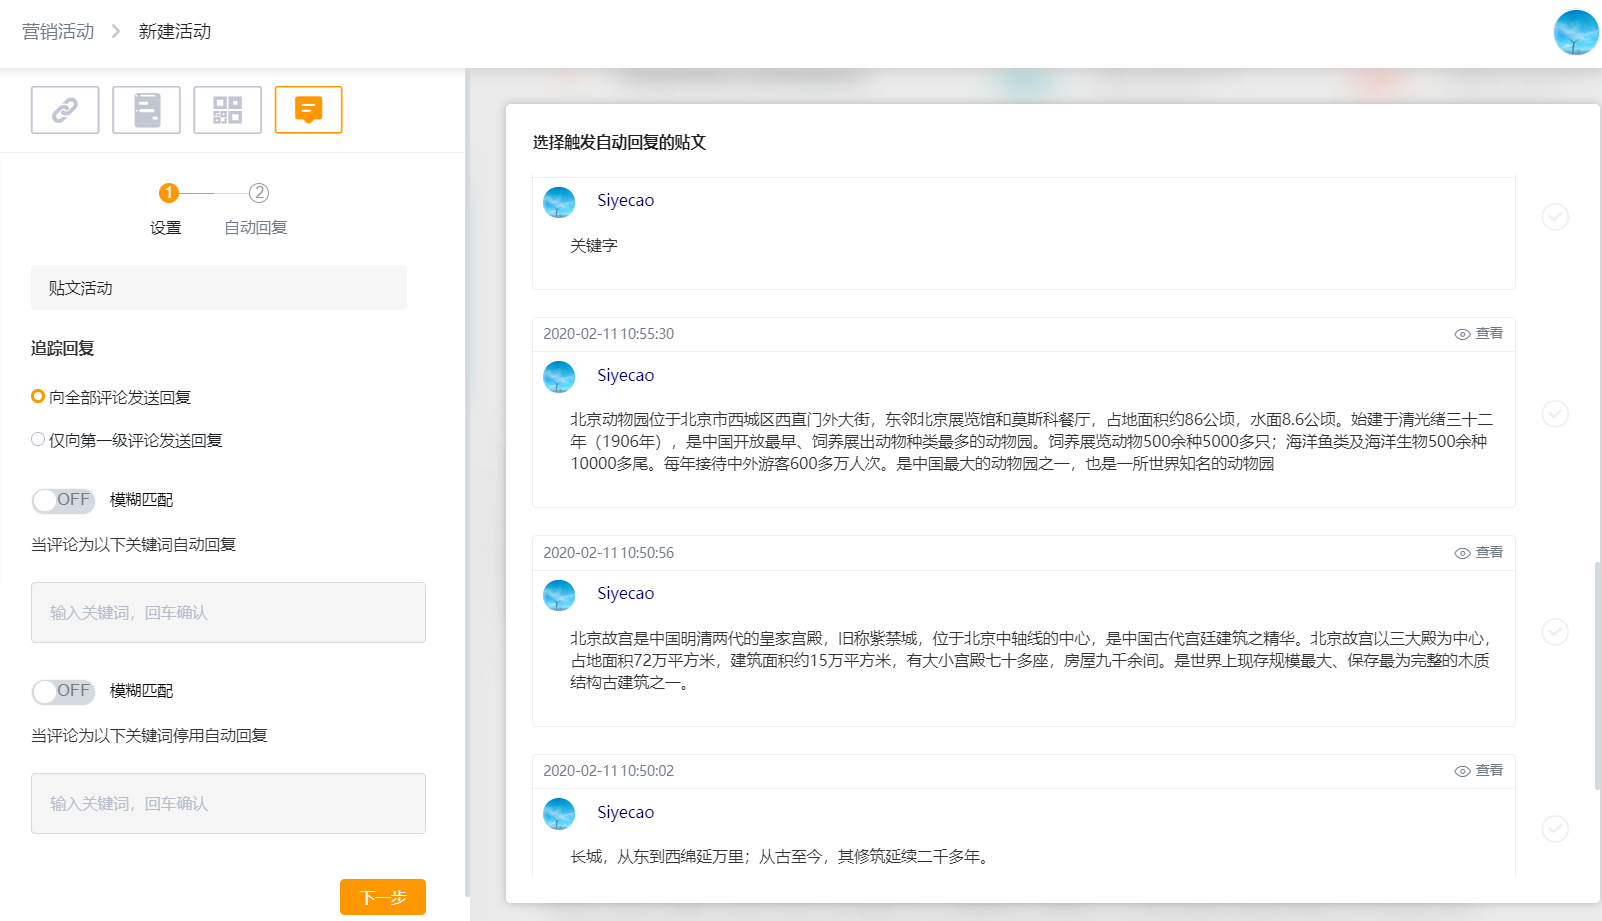 营销活动 新建活动
1 2
设置 自动回复
贴文活动
追踪回复
向全部评论发送回复
仅向第一级评论发送回复
OFF 模糊匹配
当评论为以下关键词自动回复
输入关键词，回车确认
OFF 模糊匹配
当评论为以下关键词停用自动回复
输入关键词，回车确认
下一步
选择触发自动回复的贴文
Siyecao
关键字
2020-02-11 10:55:30 查看
Siyecao
北京动物园位于北京市西城区西直门外大街，东邻北京展览馆和莫斯科餐厅，占地面积约86公顷，水面8.6公顷。始建于清光绪三十二
年（1906年），是中国开放最早、饲养展出动物种类最多的动物园。饲养展览动物500余种5000多只；海洋鱼类及海洋生物500余种
10000多尾。每年接待中外游客600多万人次。是中国最大的动物园之一，也是一所世界知名的动物园
2020-02-11 10:50:56 查看
Siyecao
北京故宫是中国明清两代的皇家宫殿，旧称紫禁城，位于北京中轴线的中心，是中国古代宫廷建筑之精华。北京故宫以三大殿为中心，
占地面积72万平方米，建筑面积约15万平方米，有大小宫殿七十多座，房屋九千余间。是世界上现存规模最大、保存最为完整的木质
结构古建筑之一。
2020-02-11 10:50:02 查看
Siyecao
长城，从东到西绵延万里；从古至今，其修筑延续二千多年。